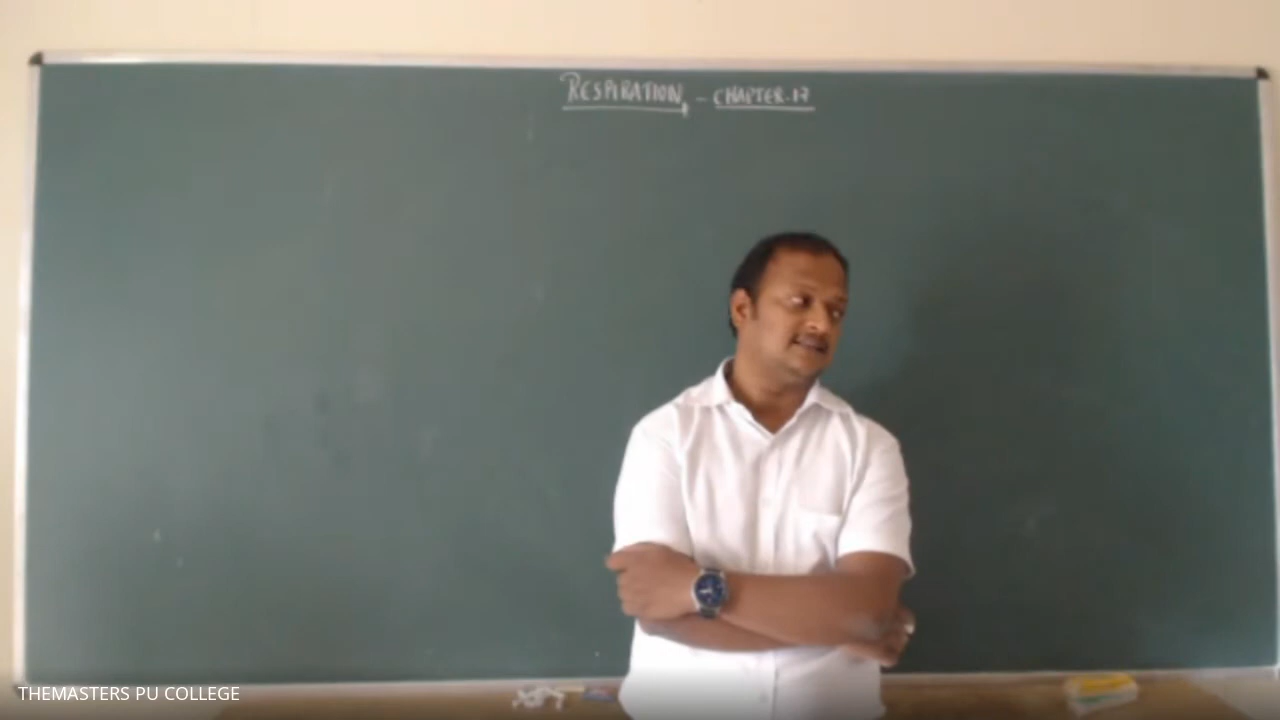 RESPIRATION, - CHAPTER.17
THEMASTERS PU COLLEGE